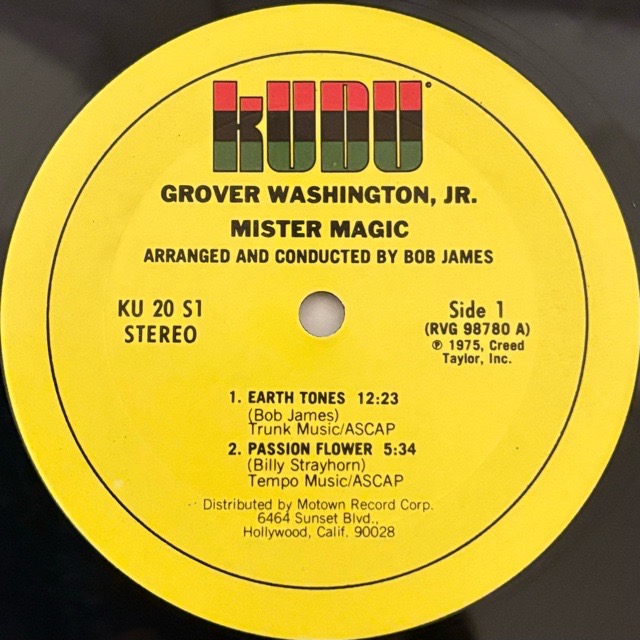 KUDU
GROVER WASHINGTON, JR.
MISTER MAGIC
ARRANGED AND CONDUCTED BY BOB JAMES
KU 20 S1
STEREO
Side 1
(RVG 98780 A)
℗ 1975, Creed
Taylor, Inc.
1. EARTH TONES 12:23
(Bob James)
Trunk Music/ASCAP
2. PASSION FLOWER 5:34
(Billy Strayhorn)
Tempo Music/ASCAP
Distributed by Motown Record Corp.
6464 Sunset Blvd.,
Hollywood, Calif. 90028